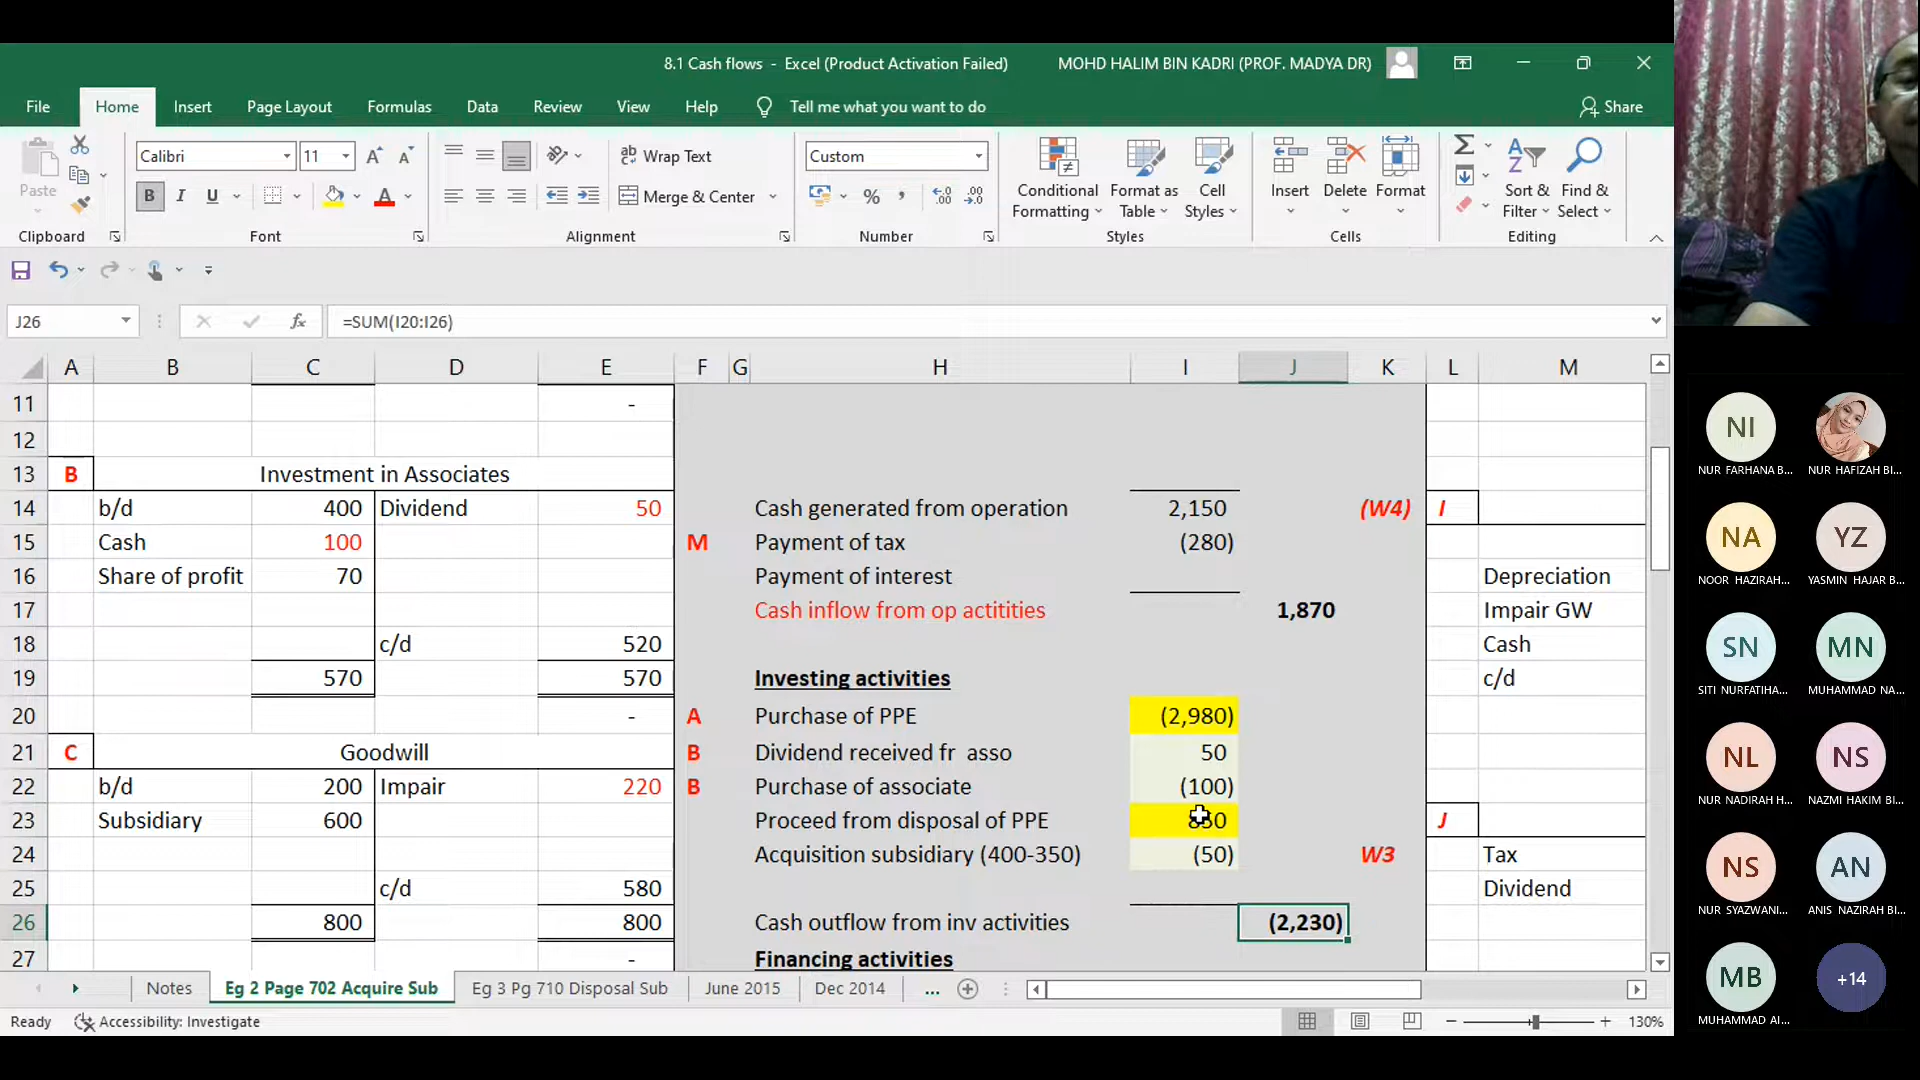 8.1 Cash flows - Excel (Product Activation Failed)
MOHD HALIM BIN KADRI (PROF. MADYA DR)
File Home Insert Page Layout Formulas Data Review View Help Tell me what you want to do Share
Paste
Calibri 11
Wrap Text
Custom
B I U
Merge & Center
%
Conditional Formatting
Format as Table
Cell Styles
Insert Delete Format
Sort & Filter
Find & Select
Clipboard Font Alignment Number Styles Cells Editing
J26 fx =SUM(I20:I26)
A B C D E F G H I J K L M
11 -
12
13 B Investment in Associates
14 b/d 400 Dividend 50 Cash generated from operation 2,150 (W4) I
15 Cash 100 M Payment of tax (280)
16 Share of profit 70 Payment of interest Depreciation
17 Cash inflow from op actitities 1,870 Impair GW
18 c/d 520 Cash
19 570 570 Investing activities c/d
20 - A Purchase of PPE (2,980)
21 C Goodwill B Dividend received fr asso 50
22 b/d 200 Impair 220 B Purchase of associate (100)
23 Subsidiary 600 Proceed from disposal of PPE J
24 Acquisition subsidiary (400-350) (50) W3 Tax
25 c/d 580 Dividend
26 800 800 Cash outflow from inv activities (2,230)
27 - Financing activities
Notes Eg 2 Page 702 Acquire Sub Eg 3 Pg 710 Disposal Sub June 2015 Dec 2014 ...
Ready Accessibility: Investigate 130%
NI
NUR FARHANA B...
NUR HAFIZAH BI...
NA
NOOR HAZIRAH...
YZ
YASMIN HAJAR B...
SN
SITI NURFATIHA...
MN
MUHAMMAD NA...
NL
NUR NADIRAH H...
NS
NAZMI HAKIM BI...
NS
NUR SYAZWANI...
AN
ANIS NAZIRAH BI...
MB
MUHAMMAD AI...
+14